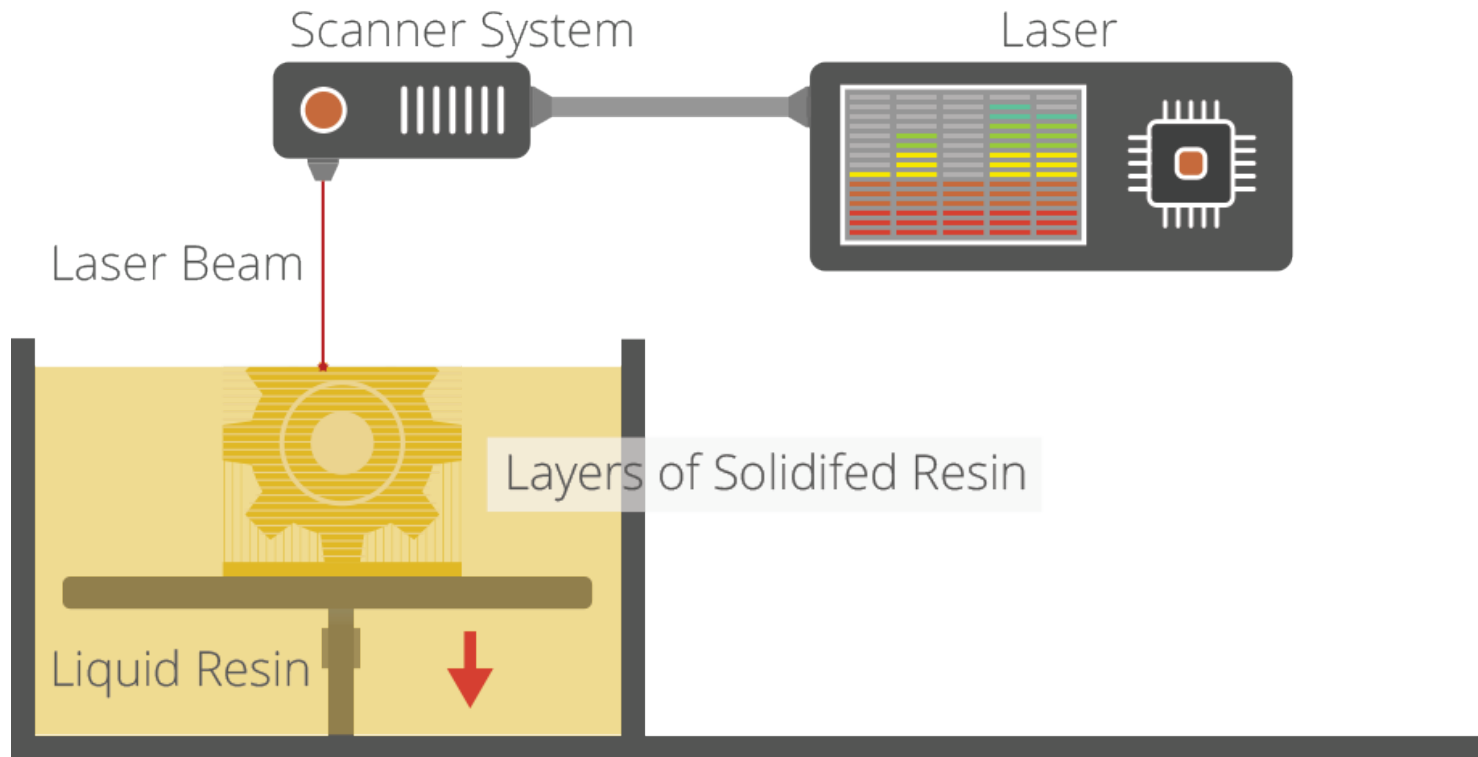 Scanner System
Laser
Laser Beam
Layers of Solidifed Resin
Liquid Resin